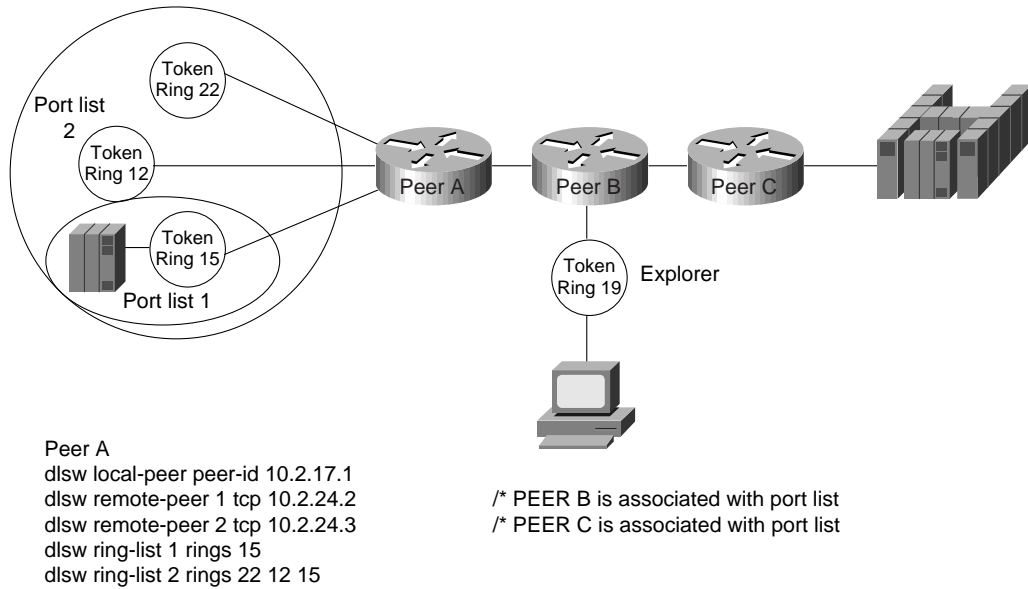 Token
Ring 22
Port list
2
Token
Ring 12
Token
Ring 15
Port list 1
Peer A
Peer B
Peer C
Token
Ring 19
Explorer
Peer A
dlsw local-peer peer-id 10.2.17.1
dlsw remote-peer 1 tcp 10.2.24.2
dlsw remote-peer 2 tcp 10.2.24.3
dlsw ring-list 1 rings 15
dlsw ring-list 2 rings 22 12 15
/* PEER B is associated with port list
/* PEER C is associated with port list